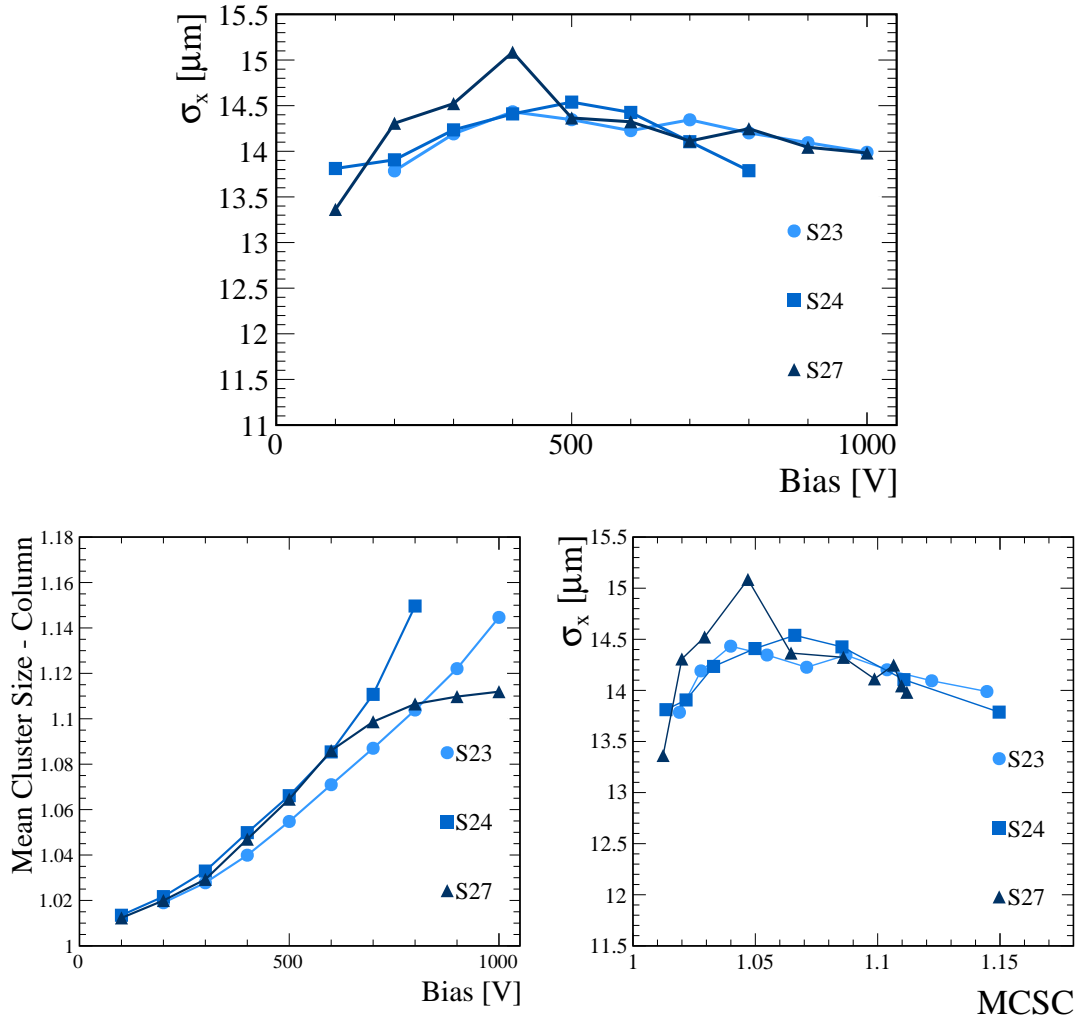 σx [μm]
15.5
15
14.5
14
13.5
13
12.5
12
11.5
11
0 500 1000
Bias [V]
S23
S24
S27
Mean Cluster Size - Column
1.18
1.16
1.14
1.12
1.1
1.08
1.06
1.04
1.02
1
0 500 1000
Bias [V]
S23
S24
S27
σx [μm]
15.5
15
14.5
14
13.5
13
12.5
12
11.5
1 1.05 1.1 1.15
MCSC
S23
S24
S27